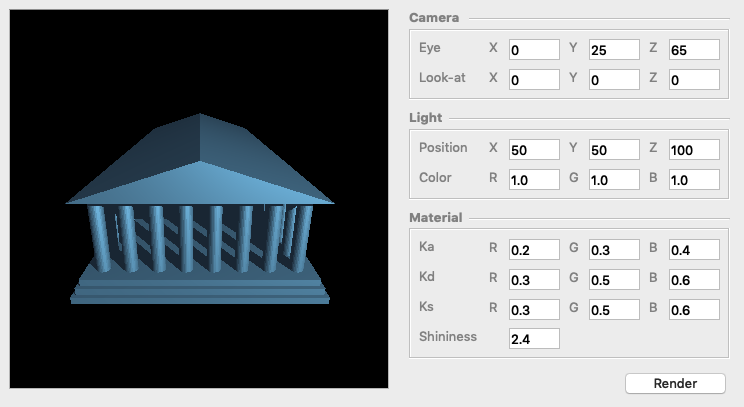 Camera
Eye X 0 Y 25 Z 65
Look-at X 0 Y 0 Z 0
Light
Position X 50 Y 50 Z 100
Color R 1.0 G 1.0 B 1.0
Material
Ka R 0.2 G 0.3 B 0.4
Kd R 0.3 G 0.5 B 0.6
Ks R 0.3 G 0.5 B 0.6
Shininess 2.4
Render